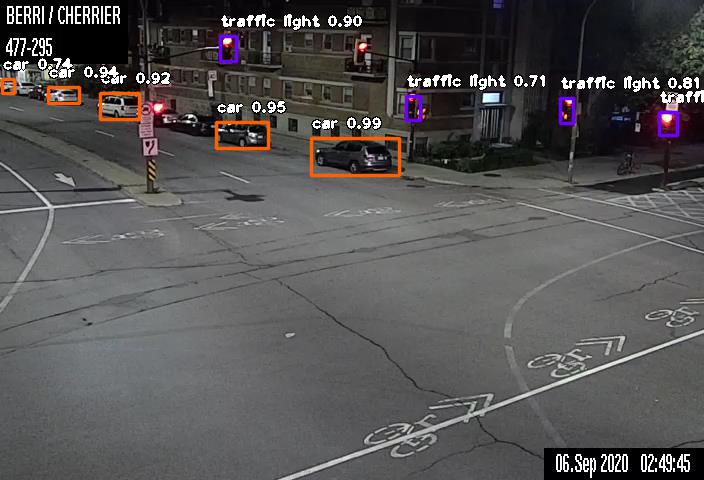 BERRI / CHERRIER
477-295
traffic light 0.90
car 0.74
car 0.94
car 0.92
traffic light 0.71
traffic light 0.81
traffi
car 0.95
car 0.99
06.Sep 2020 02:49:45